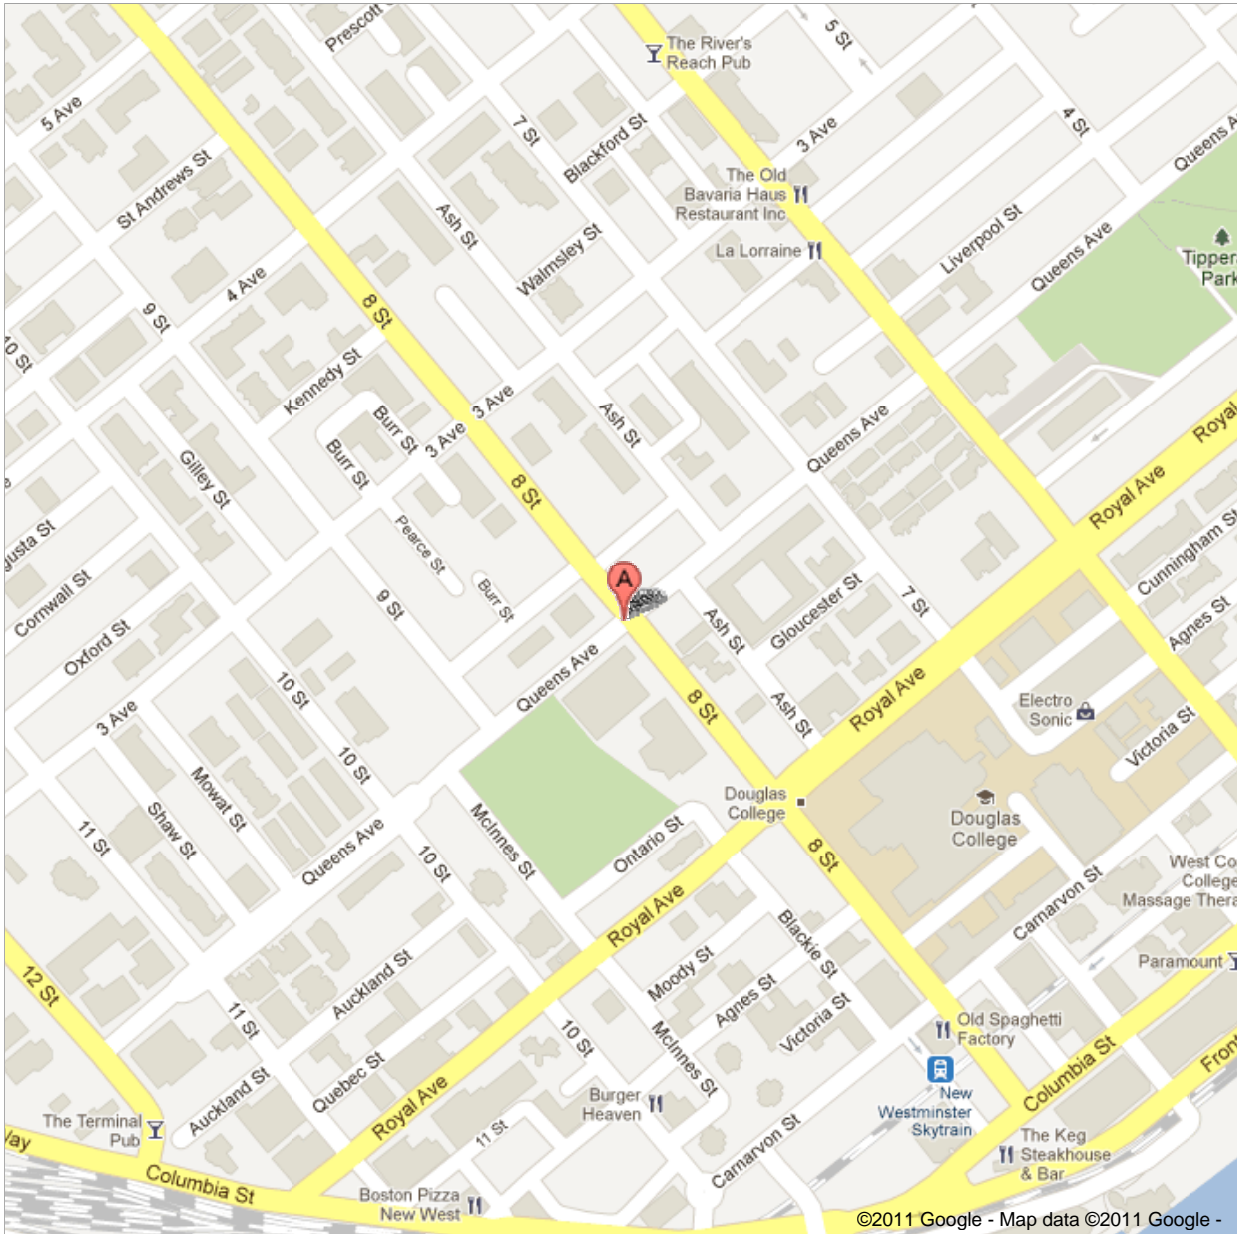 Prescott St
5 St
The River's
Reach Pub
5 Ave
7 St
Blackford St
3 Ave
4 St
Queens A
St Andrews St
The Old
Bavaria Haus
Restaurant Inc
Ash St
Walmsley St
La Lorraine
Liverpool St
Queens Ave
Tipper
Park
4 Ave
9 St
8 St
10 St
Kennedy St
3 Ave
Burr St
3 Ave
Ash St
Queens Ave
Royal
Burr St
Gilley St
8 St
Royal Ave
gusta St
Pearce St
Cunningham St
Cornwall St
9 St
Burr St
A
Ash St
Gloucester St
7 St
Agnes St
Oxford St
Queens Ave
10 St
8 St
Ash St
Royal Ave
Electro
Sonic
Victoria St
3 Ave
10 St
Mowat St
Shaw St
11 St
McInnes St
Douglas
College
Douglas
College
Ontario St
8 St
Queens Ave
10 St
West Co
College
Massage Thera
Carnarvon St
Royal Ave
Blackie St
Paramount
12 St
Auckland St
Moody St
Agnes St
Victoria St
11 St
10 St
McInnes St
Old Spaghetti
Factory
Columbia St
Front
Quebec St
Auckland St
Royal Ave
Burger
Heaven
New
Westminster
Skytrain
The Terminal
Pub
11 St
Carnarvon St
The Keg
Steakhouse
& Bar
Columbia St
Boston Pizza
New West
©2011 Google - Map data ©2011 Google -